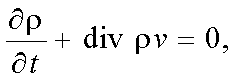 ∂ρ/∂t + div ρv = 0,